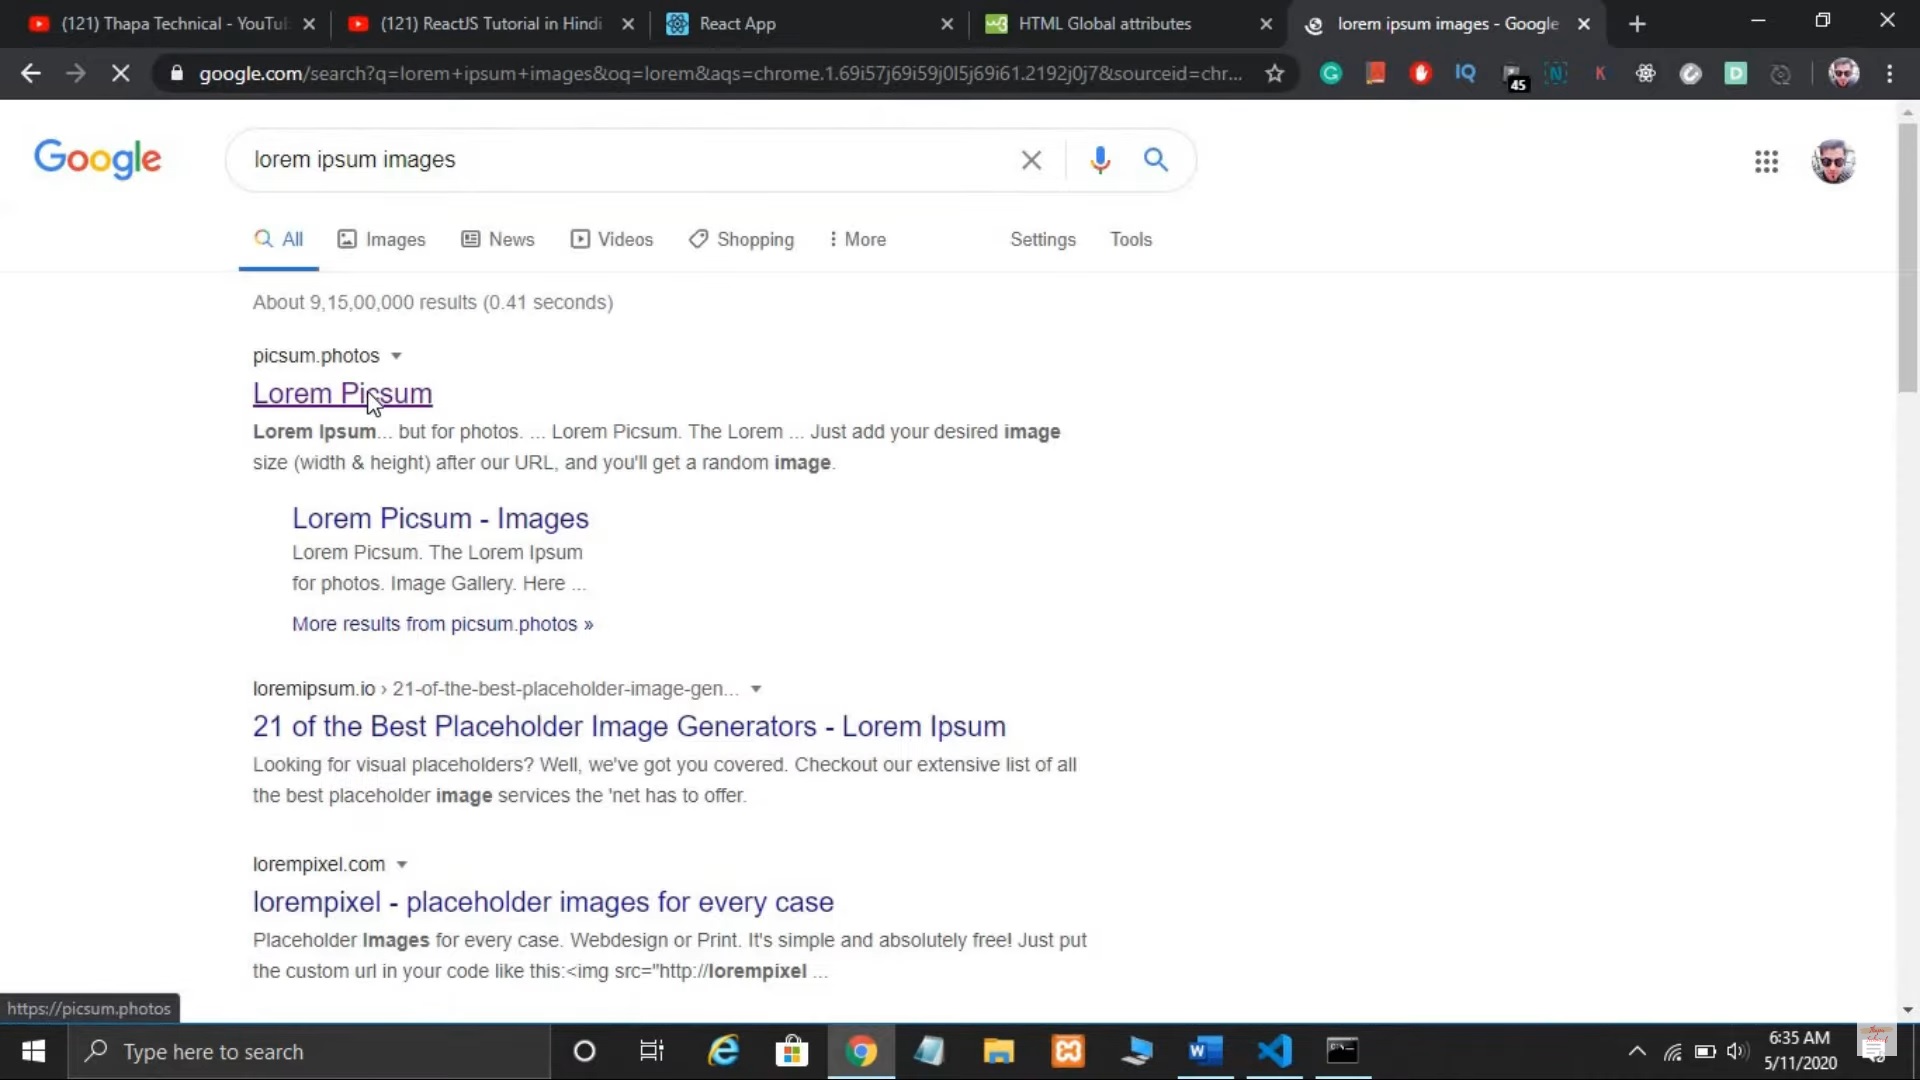 (121) Thapa Technical - YouTu
(121) ReactJS Tutorial in Hindi
React App
HTML Global attributes
lorem ipsum images - Google
google.com/search?q=lorem+ipsum+images&oq=lorem&aqs=chrome.1.69i57j69i59j0l5j69i61.2192j0j7&sourceid=chr...
IQ
45
N
K
D
Google
lorem ipsum images
All
Images
News
Videos
Shopping
More
Settings
Tools
About 9,15,00,000 results (0.41 seconds)
picsum.photos
Lorem Picsum
Lorem Ipsum... but for photos. ... Lorem Picsum. The Lorem ... Just add your desired image
size (width & height) after our URL, and you'll get a random image.
Lorem Picsum - Images
Lorem Picsum. The Lorem Ipsum
for photos. Image Gallery. Here ...
More results from picsum.photos »
loremipsum.io › 21-of-the-best-placeholder-image-gen...
21 of the Best Placeholder Image Generators - Lorem Ipsum
Looking for visual placeholders? Well, we've got you covered. Checkout our extensive list of all
the best placeholder image services the 'net has to offer.
lorempixel.com
lorempixel - placeholder images for every case
Placeholder Images for every case. Webdesign or Print. It's simple and absolutely free! Just put
the custom url in your code like this:<img src="http://lorempixel ...
https://picsum.photos
Type here to search
6:35 AM
5/11/2020